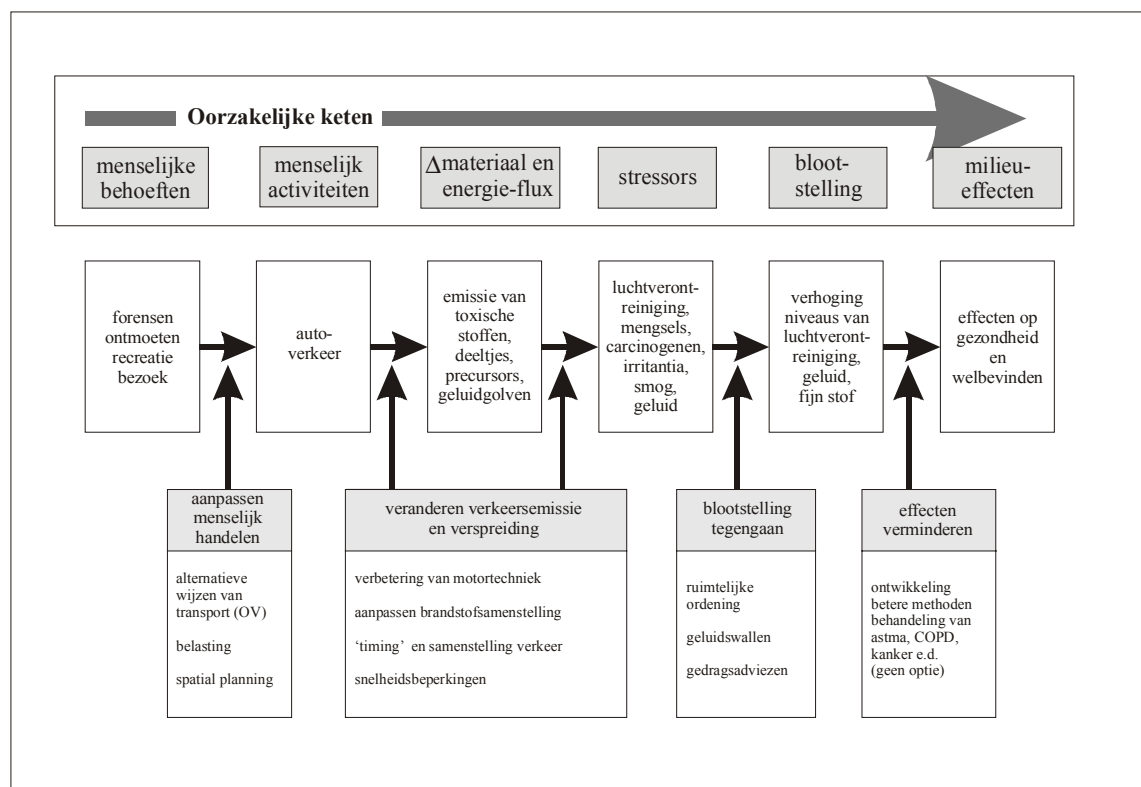 Oorzakelijke keten
menselijke
behoeften
menselijk
activiteiten
Δmateriaal en
energie-flux
stressors
bloot-
stelling
milieu-
effecten
forensen
ontmoeten
recreatie
bezoek
auto-
verkeer
emissie van
toxische
stoffen,
deeltjes,
precursors,
geluidgolven
luchtveront-
reiniging,
mengsels,
carcinogenen,
irritantia,
smog,
geluid
verhoging
niveaus van
luchtveront-
reiniging,
geluid,
fijn stof
effecten op
gezondheid
en
welbevinden
aanpassen
menselijk
handelen
alternatieve
wijzen van
transport (OV)
belasting
spatial planning
veranderen verkeersemissie
en verspreiding
verbetering van motortechniek
aanpassen brandstofsamenstelling
‘timing’ en samenstelling verkeer
snelheidsbeperkingen
blootstelling
tegengaan
ruimtelijke
ordening
geluidswallen
gedragsadviezen
effecten
verminderen
ontwikkeling
betere methoden
behandeling van
astma, COPD,
kanker e.d.
(geen optie)